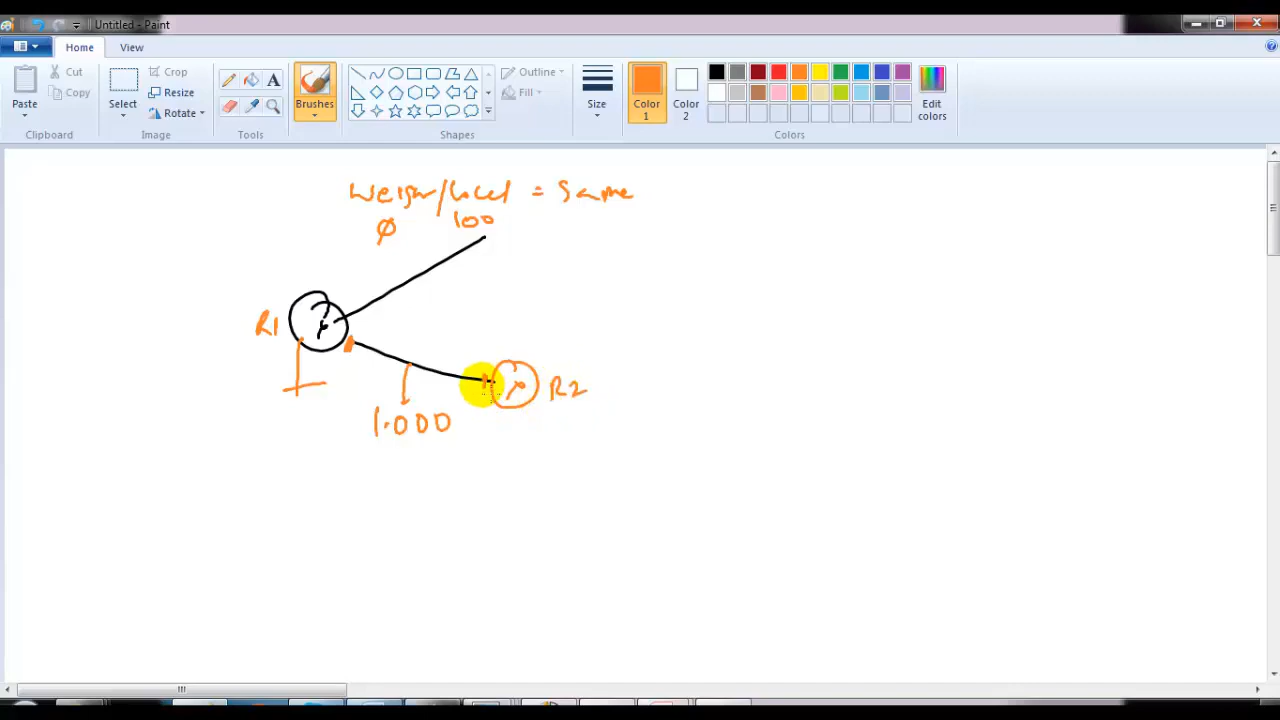 Untitled - Paint
Home
View
Paste
Cut
Copy
Select
Crop
Resize
Rotate
Brushes
Outline
Fill
Size
Color 1
Color 2
Edit colors
Clipboard
Image
Tools
Shapes
Colors
Weigh/Local = Same
Ø 100
R1
R2
1.000